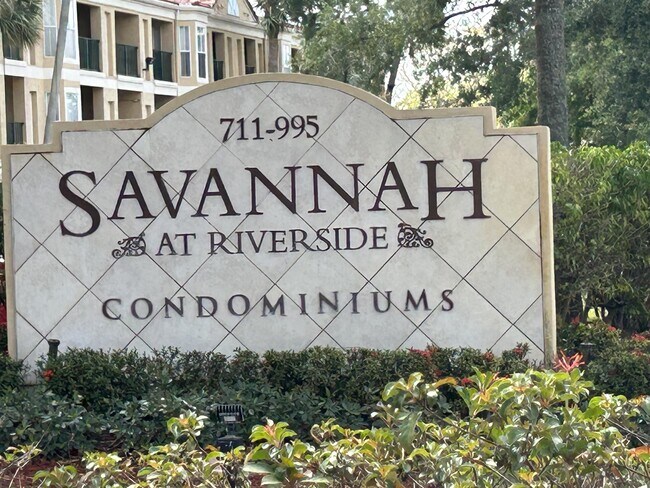 711-995
SAVANNAH
AT RIVERSIDE
CONDOMINIUMS